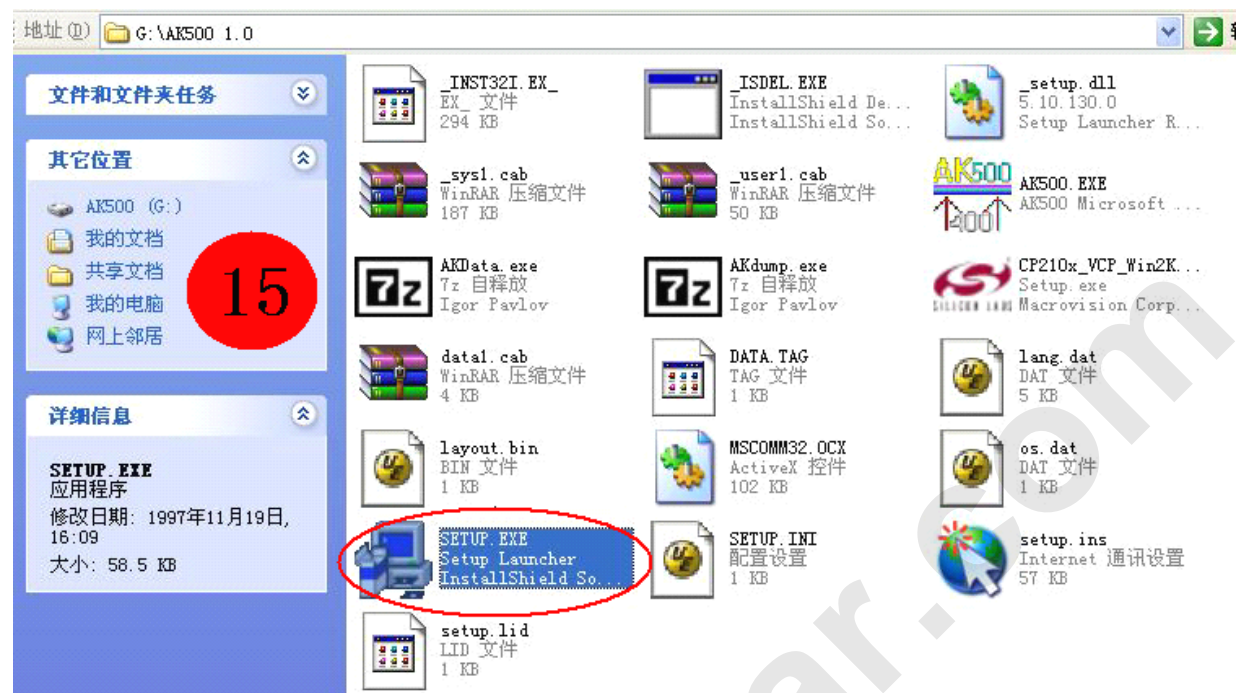 地址(D) G:\AK500 1.0
文件和文件夹任务
其它位置
AK500 (G:)
我的文档
共享文档
我的电脑
网上邻居
15
详细信息
SETUP.EXE
应用程序
修改日期: 1997年11月19日,
16:09
大小: 58.5 KB
_INST32I.EX_
EX_ 文件
294 KB
_ISDEL.EXE
InstallShield De...
InstallShield So...
_setup.dll
5.10.130.0
Setup Launcher R...
_sys1.cab
WinRAR 压缩文件
187 KB
_user1.cab
WinRAR 压缩文件
50 KB
AK500
400
AK500.EXE
AK500 Microsoft ...
7z
AKData.exe
7z 自释放
Igor Pavlov
7z
AKdump.exe
7z 自释放
Igor Pavlov
SILICON LABS
CP210x_VCP_Win2K...
Setup.exe
Macrovision Corp...
data1.cab
WinRAR 压缩文件
4 KB
DATA.TAG
TAG 文件
1 KB
lang.dat
DAT 文件
5 KB
layout.bin
BIN 文件
1 KB
MSCOMM32.OCX
ActiveX 控件
102 KB
os.dat
DAT 文件
1 KB
SETUP.EXE
Setup Launcher
InstallShield So...
SETUP.INI
配置设置
1 KB
setup.ins
Internet 通讯设置
57 KB
setup.lid
LID 文件
1 KB
ar.com